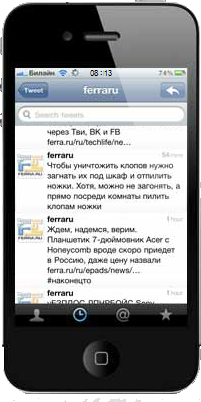 Билайн 08:13 74%
Tweet ferraru
Search tweets
через Тви, ВК и FB
ferra.ru/ru/techlife/ne…
ferraru
Чтобы уничтожить клопов нужно
загнать их под шкаф и отпилить
ножки. Хотя, можно не загонять, а
прямо посреди комнаты пилить
клопам ножки
ferraru 1 hour
Ждем, надеемся, верим.
Планшетик 7-дюймовник Acer с
Honeycomb вроде скоро приедет
в Россию, даже цену назвали
ferra.ru/ru/epads/news/…
#наконецто
ferraru 1 hour